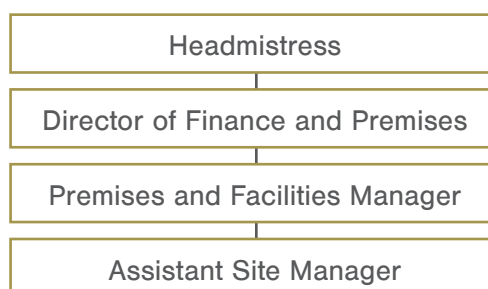 Headmistress
Director of Finance and Premises
Premises and Facilities Manager
Assistant Site Manager